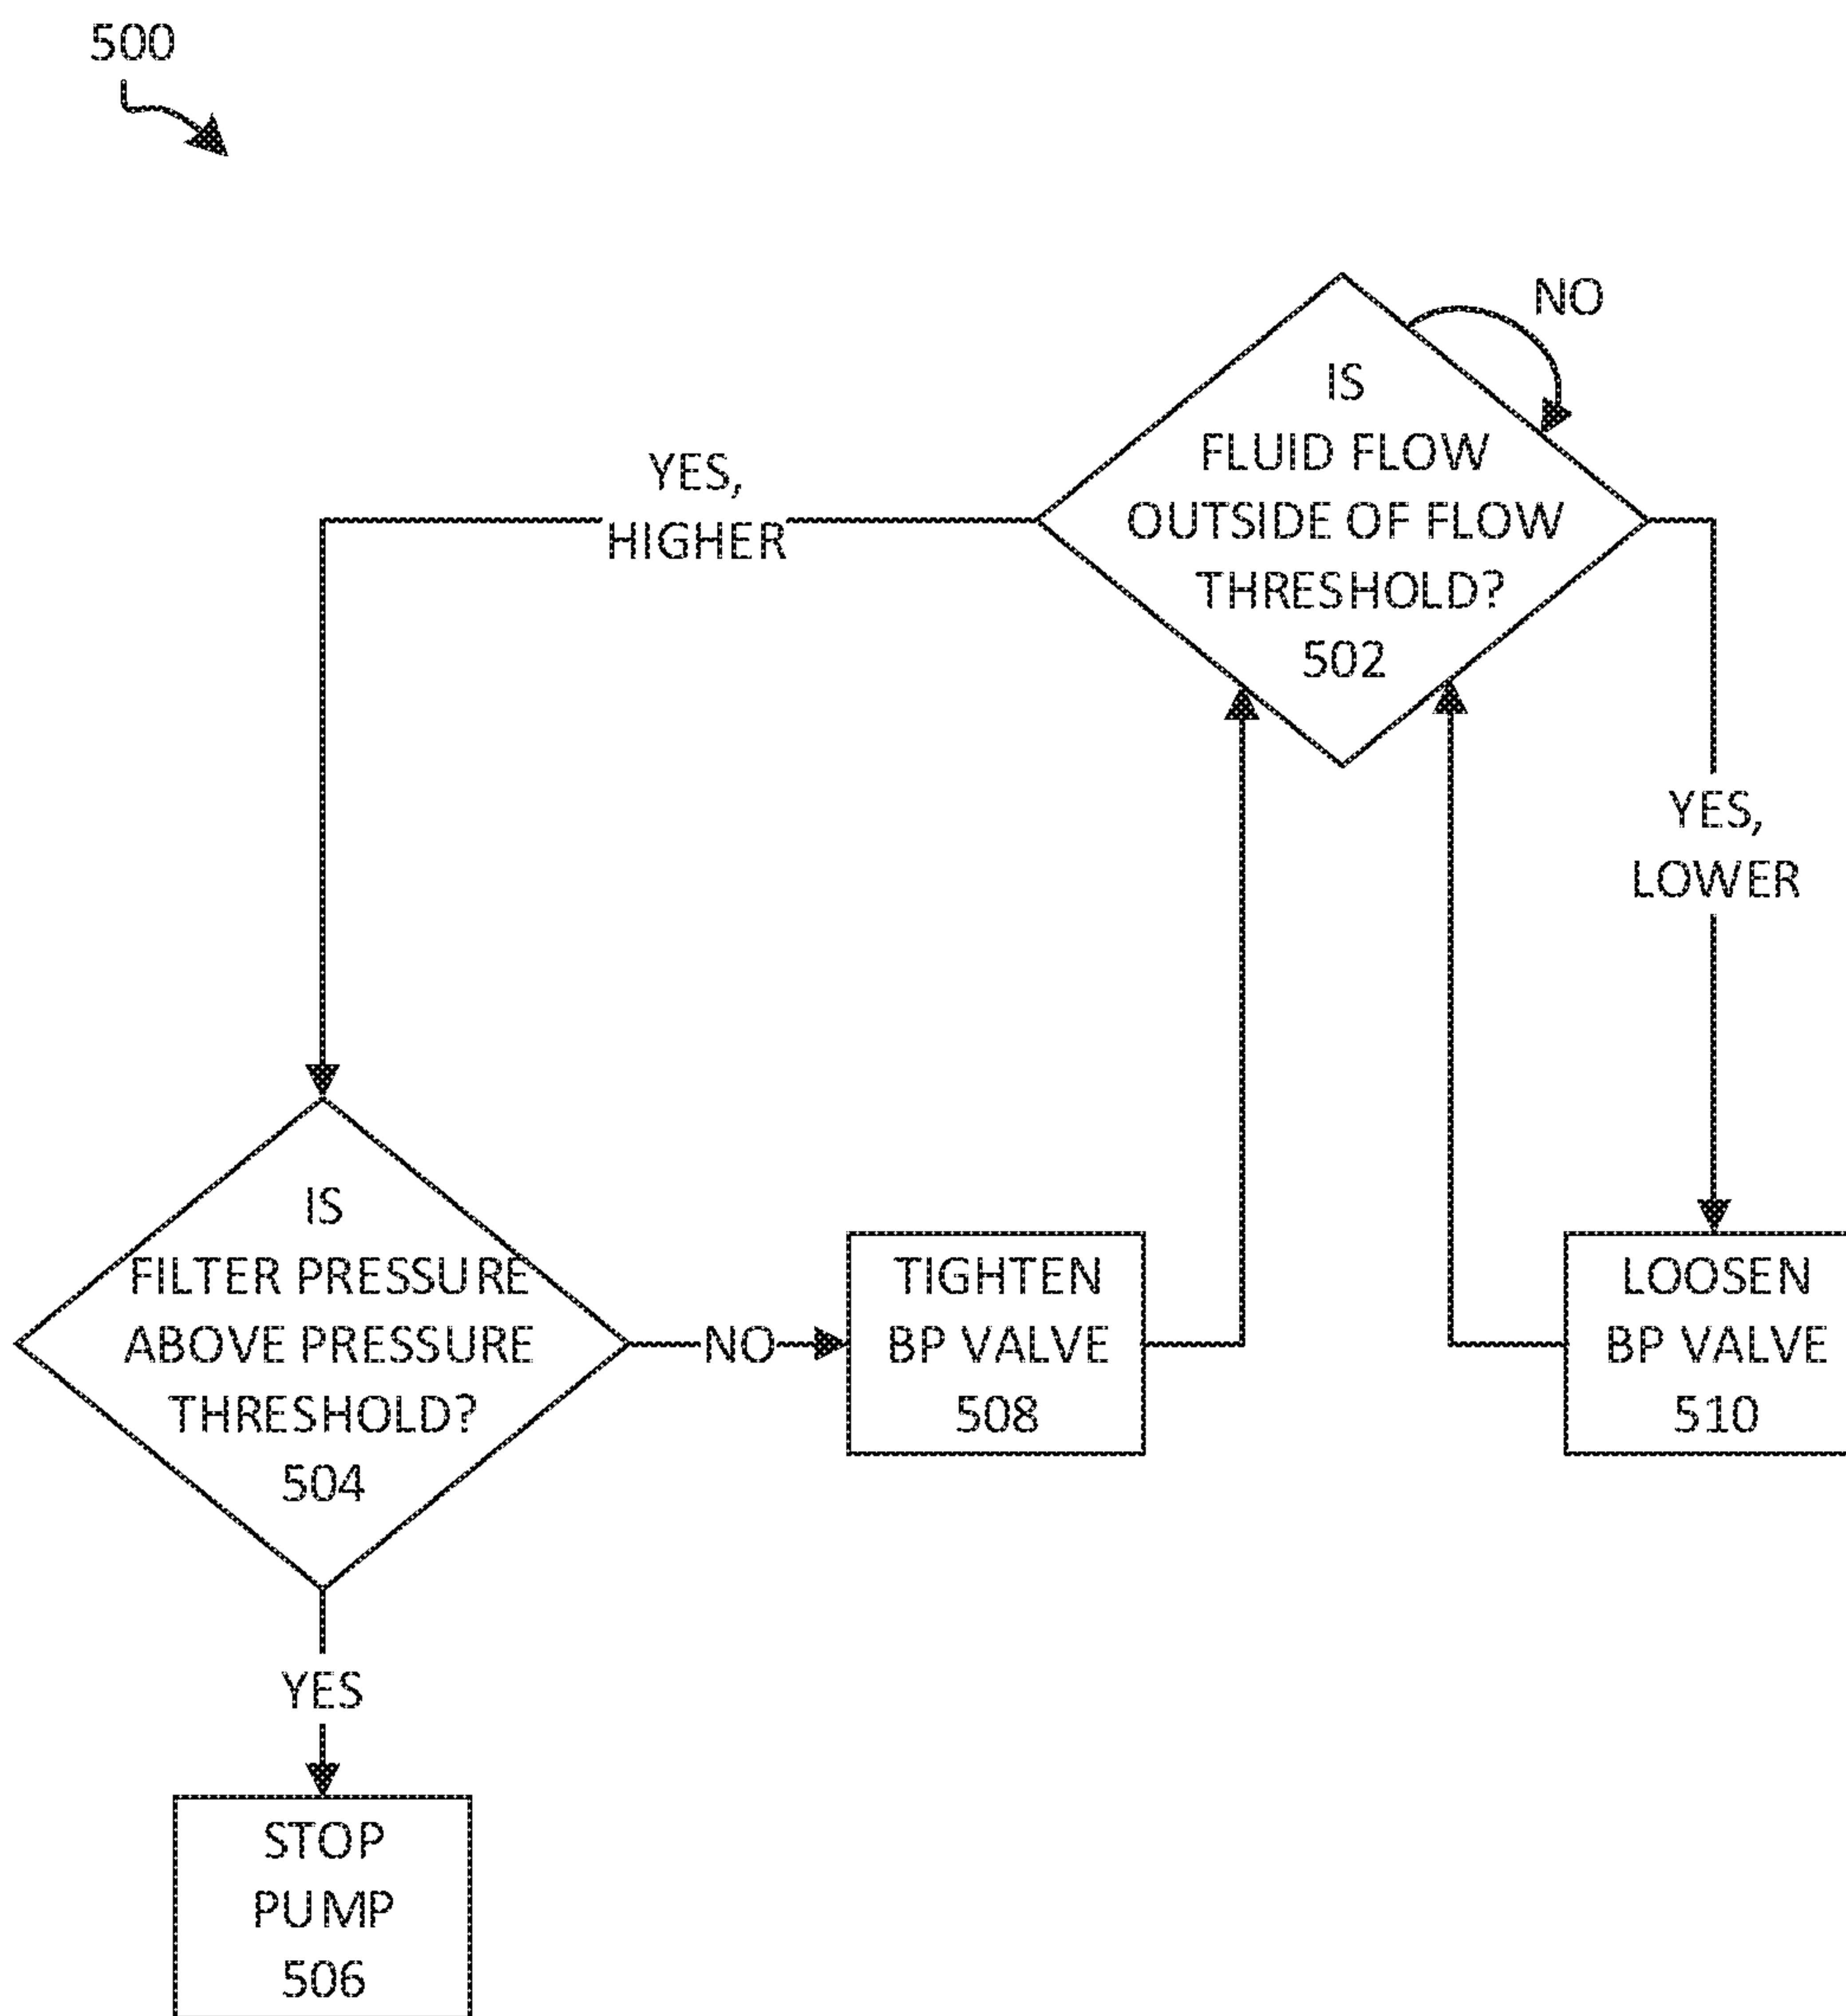 500
NO
IS
FLUID FLOW
OUTSIDE OF FLOW
THRESHOLD?
502
YES,
HIGHER
YES,
LOWER
IS
FILTER PRESSURE
ABOVE PRESSURE
THRESHOLD?
504
NO
TIGHTEN
BP VALVE
508
LOOSEN
BP VALVE
510
YES
STOP
PUMP
506